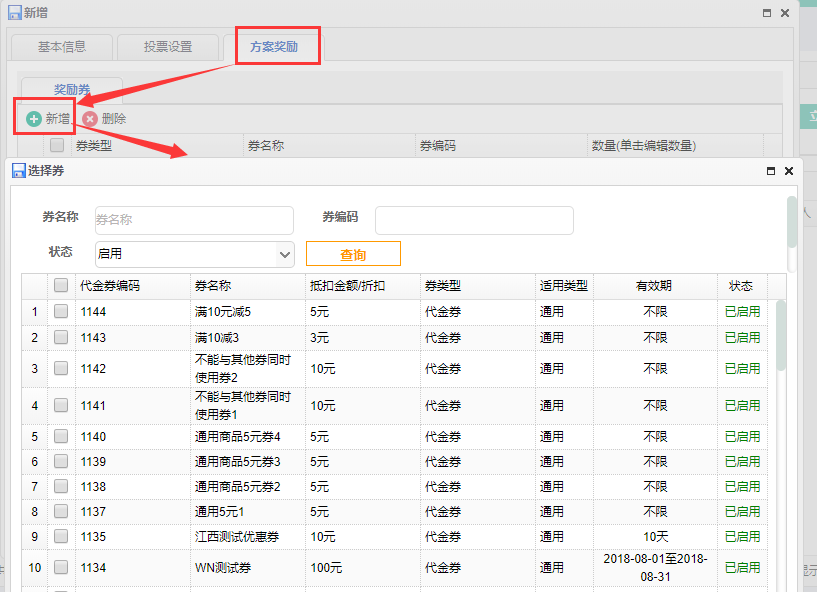 新增
基本信息 投票设置 方案奖励
奖励券
新增 删除
券类型 券名称 券编码 数量(单击编辑数量)
选择券
券名称 券名称 券编码
状态 启用 查询
代金券编码 券名称 抵扣金额/折扣 券类型 适用类型 有效期 状态
1 1144 满10元减5 5元 代金券 通用 不限 已启用
2 1143 满10减3 3元 代金券 通用 不限 已启用
3 1142 不能与其他券同时使用券2 10元 代金券 通用 不限 已启用
4 1141 不能与其他券同时使用券1 10元 代金券 通用 不限 已启用
5 1140 通用商品5元券4 5元 代金券 通用 不限 已启用
6 1139 通用商品5元券3 5元 代金券 通用 不限 已启用
7 1138 通用商品5元券2 5元 代金券 通用 不限 已启用
8 1137 通用5元1 5元 代金券 通用 不限 已启用
9 1135 江西测试优惠券 10元 代金券 通用 10天 已启用
10 1134 WN测试券 100元 代金券 通用 2018-08-01至2018-08-31 已启用